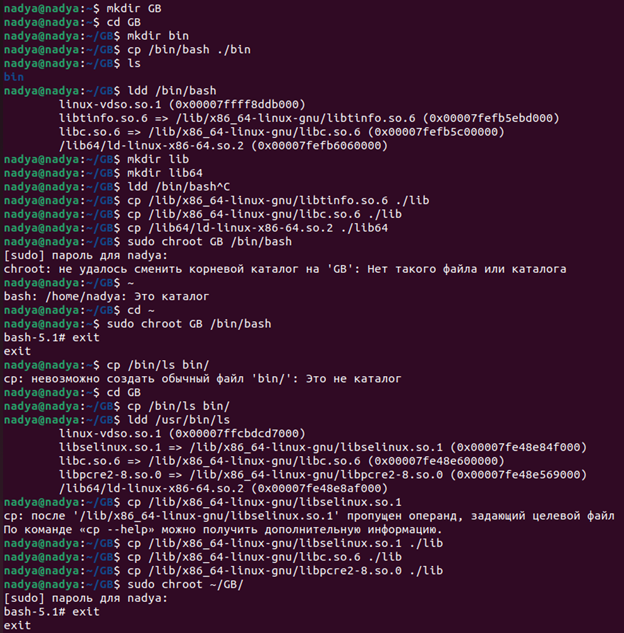 nadya@nadya:~$ mkdir GB
nadya@nadya:~$ cd GB
nadya@nadya:~/GB$ mkdir bin
nadya@nadya:~/GB$ cp /bin/bash ./bin
nadya@nadya:~/GB$ ls
bin
nadya@nadya:~/GB$ ldd /bin/bash
linux-vdso.so.1 (0x00007ffff8ddb000)
libtinfo.so.6 => /lib/x86_64-linux-gnu/libtinfo.so.6 (0x00007fefb5ebd000)
libc.so.6 => /lib/x86_64-linux-gnu/libc.so.6 (0x00007fefb5c00000)
/lib64/ld-linux-x86-64.so.2 (0x00007fefb6060000)
nadya@nadya:~/GB$ mkdir lib
nadya@nadya:~/GB$ mkdir lib64
nadya@nadya:~/GB$ ldd /bin/bash^C
nadya@nadya:~/GB$ cp /lib/x86_64-linux-gnu/libtinfo.so.6 ./lib
nadya@nadya:~/GB$ cp /lib/x86_64-linux-gnu/libc.so.6 ./lib
nadya@nadya:~/GB$ cp /lib64/ld-linux-x86-64.so.2 ./lib64
nadya@nadya:~/GB$ sudo chroot GB /bin/bash
[sudo] пароль для nadya:
chroot: не удалось сменить корневой каталог на 'GB': Нет такого файла или каталога
nadya@nadya:~/GB$ ~
bash: /home/nadya: Это каталог
nadya@nadya:~/GB$ cd ~
nadya@nadya:~$ sudo chroot GB /bin/bash
bash-5.1# exit
exit
nadya@nadya:~$ cp /bin/ls bin/
cp: невозможно создать обычный файл 'bin/': Это не каталог
nadya@nadya:~$ cd GB
nadya@nadya:~/GB$ cp /bin/ls bin/
nadya@nadya:~/GB$ ldd /usr/bin/ls
linux-vdso.so.1 (0x00007ffcbdcd7000)
libselinux.so.1 => /lib/x86_64-linux-gnu/libselinux.so.1 (0x00007fe48e84f000)
libc.so.6 => /lib/x86_64-linux-gnu/libc.so.6 (0x00007fe48e600000)
libpcre2-8.so.0 => /lib/x86_64-linux-gnu/libpcre2-8.so.0 (0x00007fe48e569000)
/lib64/ld-linux-x86-64.so.2 (0x00007fe48e8af000)
nadya@nadya:~/GB$ cp /lib/x86_64-linux-gnu/libselinux.so.1
cp: после '/lib/x86_64-linux-gnu/libselinux.so.1' пропущен операнд, задающий целевой файл
По команде «cp --help» можно получить дополнительную информацию.
nadya@nadya:~/GB$ cp /lib/x86_64-linux-gnu/libselinux.so.1 ./lib
nadya@nadya:~/GB$ cp /lib/x86_64-linux-gnu/libc.so.6 ./lib
nadya@nadya:~/GB$ cp /lib/x86_64-linux-gnu/libpcre2-8.so.0 ./lib
nadya@nadya:~/GB$ sudo chroot ~/GB/
[sudo] пароль для nadya:
bash-5.1# exit
exit